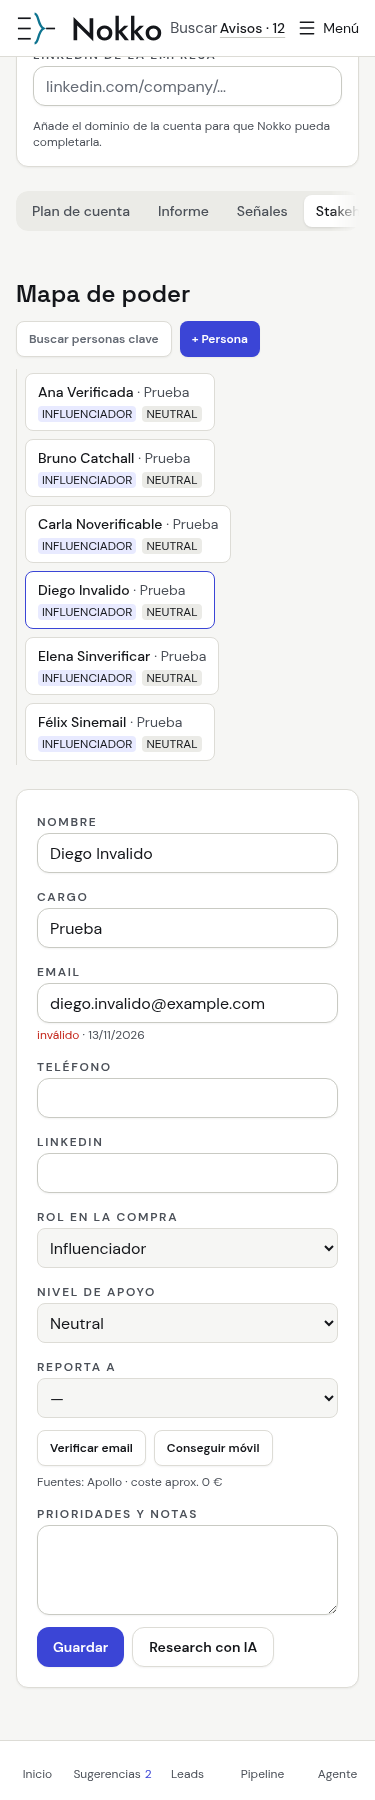 Nokko Buscar Avisos · 12 Menú
linkedin.com/company/...
Añade el dominio de la cuenta para que Nokko pueda
completarla.
Plan de cuenta Informe Señales
Mapa de poder
Buscar personas clave + Persona
Ana Verificada · Prueba
INFLUENCIADOR NEUTRAL
Bruno Catchall · Prueba
INFLUENCIADOR NEUTRAL
Carla Noverificable · Prueba
INFLUENCIADOR NEUTRAL
Diego Invalido · Prueba
INFLUENCIADOR NEUTRAL
Elena Sinverificar · Prueba
INFLUENCIADOR NEUTRAL
Félix Sinemail · Prueba
INFLUENCIADOR NEUTRAL
NOMBRE
Diego Invalido
CARGO
Prueba
EMAIL
diego.invalido@example.com
inválido · 13/11/2026
TELÉFONO
LINKEDIN
ROL EN LA COMPRA
Influenciador
NIVEL DE APOYO
Neutral
REPORTA A
—
Verificar email Conseguir móvil
Fuentes: Apollo · coste aprox. 0 €
PRIORIDADES Y NOTAS
Guardar Research con IA
Inicio Sugerencias 2 Leads Pipeline Agente